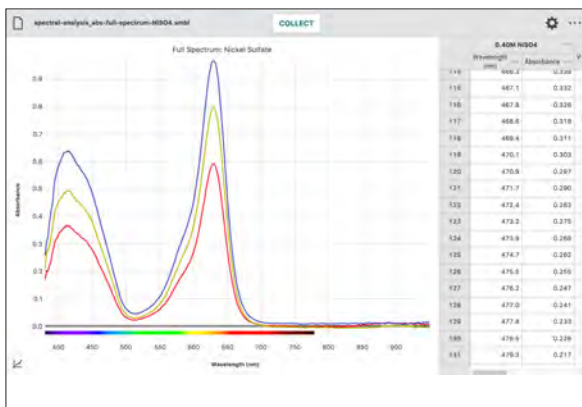 spectral-analysis_abs-full-spectrum-NiSO4.smbl
COLLECT
Full Spectrum: Nickel Sulfate
Absorbance
0.9
0.8
0.7
0.6
0.5
0.4
0.3
0.2
0.1
0.0
400 450 500 550 600 650 700 750 800 850 900
Wavelength (nm)
0.40M NiSO4
Wavelength (nm) Absorbance
115 467.1 0.332
116 467.8
117 468.6 0.319
118 469.4 0.311
119 470.1 0.303
120 470.9 0.297
121 471.7 0.290
122 472.4 0.283
123 473.2 0.275
124 473.9 0.268
125 474.7 0.262
126 475.5 0.255
127 476.2 0.247
128 477.0 0.241
129 477.8 0.233
130 478.5 0.226
131 479.3 0.217